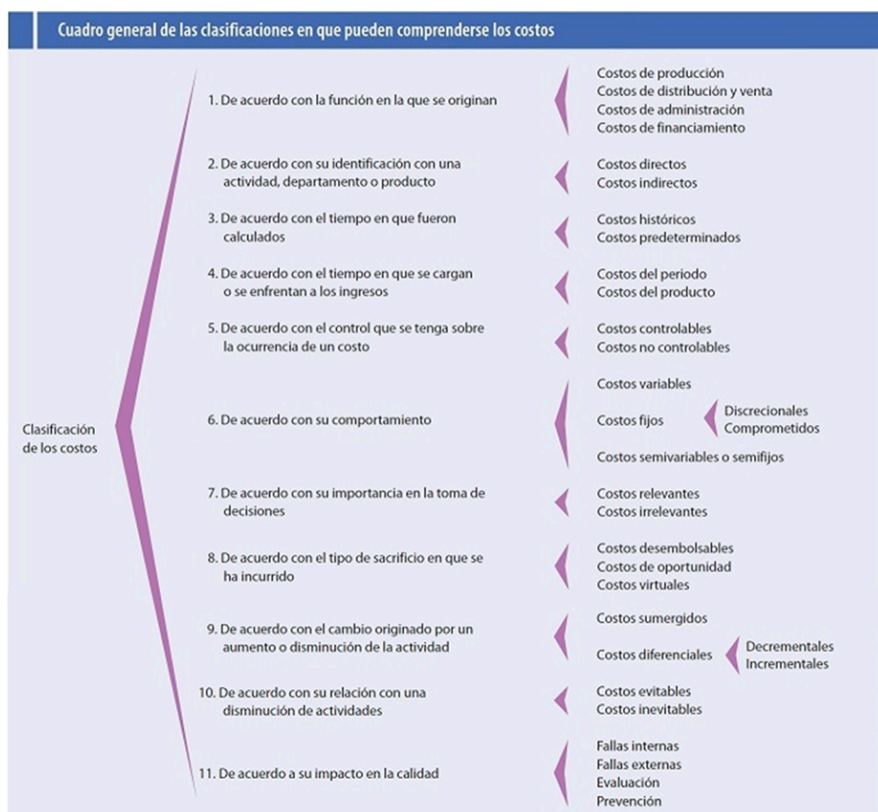 Cuadro general de las clasificaciones en que pueden comprenderse los costos
Clasificación
de los costos
1. De acuerdo con la función en la que se originan
Costos de producción
Costos de distribución y venta
Costos de administración
Costos de financiamiento
2. De acuerdo con su identificación con una
actividad, departamento o producto
Costos directos
Costos indirectos
3. De acuerdo con el tiempo en que fueron
calculados
Costos históricos
Costos predeterminados
4. De acuerdo con el tiempo en que se cargan
o se enfrentan a los ingresos
Costos del periodo
Costos del producto
5. De acuerdo con el control que se tenga sobre
la ocurrencia de un costo
Costos controlables
Costos no controlables
6. De acuerdo con su comportamiento
Costos variables
Costos fijos
Discrecionales
Comprometidos
Costos semivariables o semifijos
7. De acuerdo con su importancia en la toma de
decisiones
Costos relevantes
Costos irrelevantes
8. De acuerdo con el tipo de sacrificio en que se
ha incurrido
Costos desembolsables
Costos de oportunidad
Costos virtuales
9. De acuerdo con el cambio originado por un
aumento o disminución de la actividad
Costos sumergidos
Costos diferenciales
Decrementales
Incrementales
10. De acuerdo con su relación con una
disminución de actividades
Costos evitables
Costos inevitables
11. De acuerdo a su impacto en la calidad
Fallas internas
Fallas externas
Evaluación
Prevención